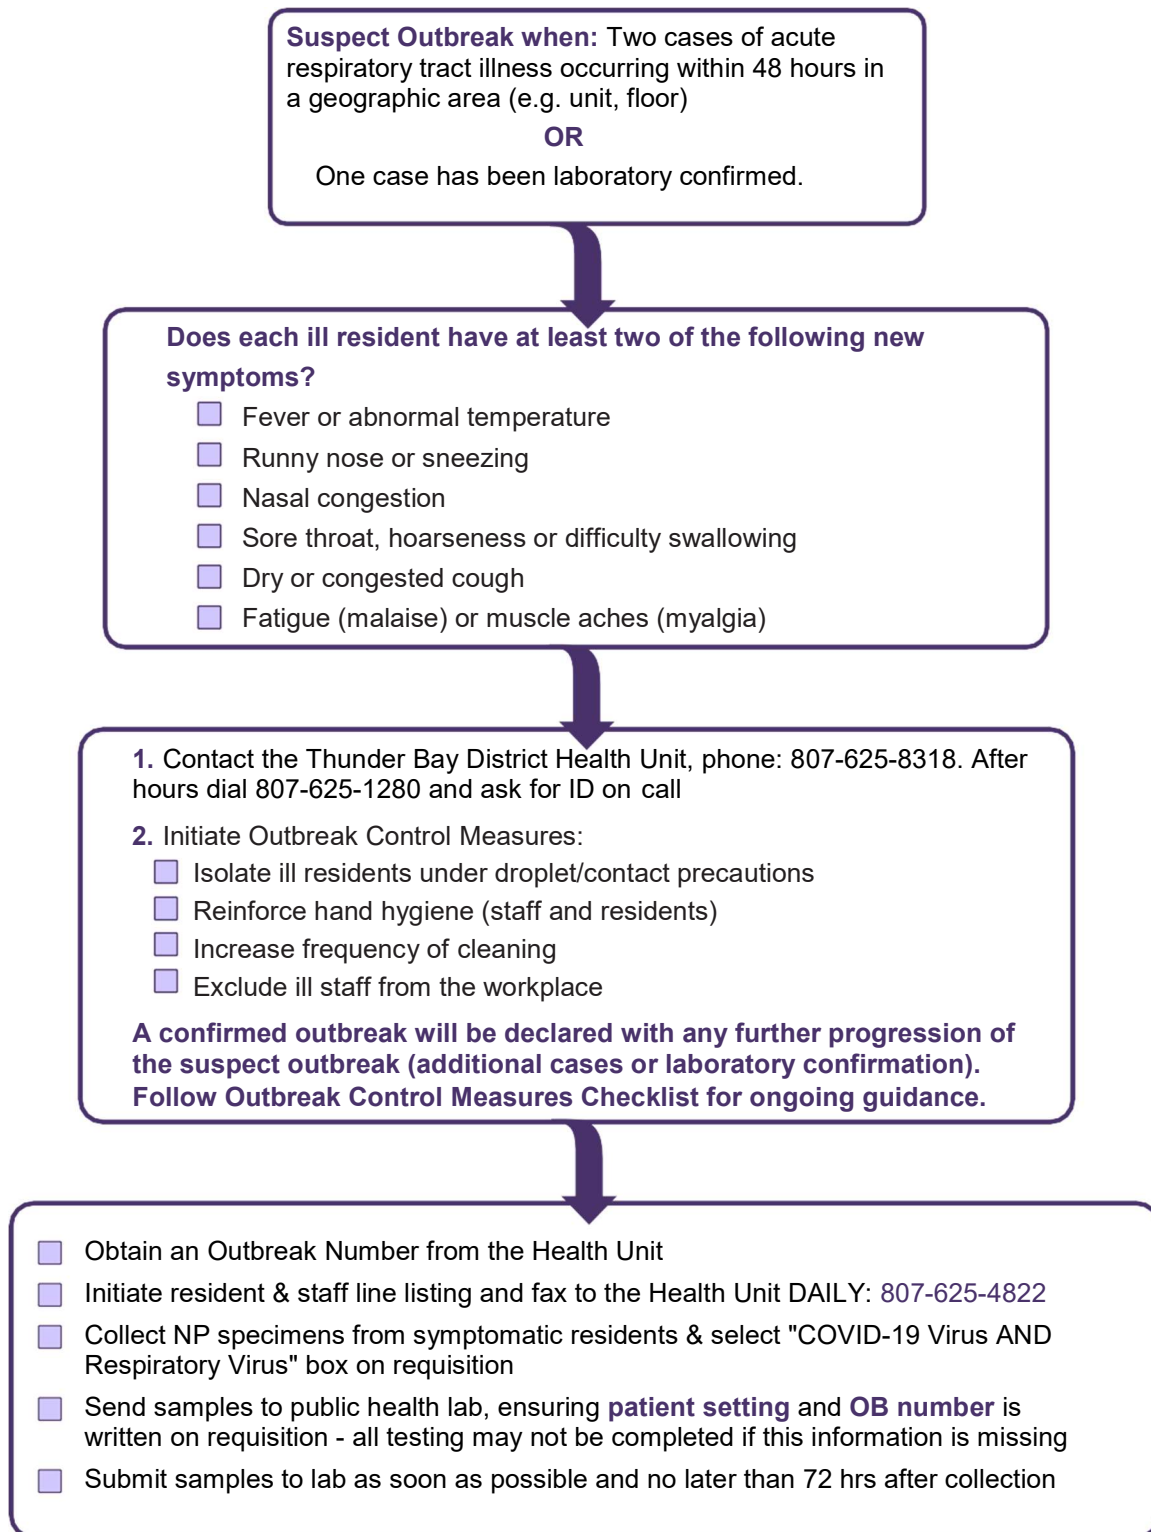 Suspect Outbreak when: Two cases of acute
respiratory tract illness occurring within 48 hours in
a geographic area (e.g. unit, floor)
OR
One case has been laboratory confirmed.
Does each ill resident have at least two of the following new
symptoms?
Fever or abnormal temperature
Runny nose or sneezing
Nasal congestion
Sore throat, hoarseness or difficulty swallowing
Dry or congested cough
Fatigue (malaise) or muscle aches (myalgia)
1. Contact the Thunder Bay District Health Unit, phone: 807-625-8318. After
hours dial 807-625-1280 and ask for ID on call
2. Initiate Outbreak Control Measures:
Isolate ill residents under droplet/contact precautions
Reinforce hand hygiene (staff and residents)
Increase frequency of cleaning
Exclude ill staff from the workplace
A confirmed outbreak will be declared with any further progression of
the suspect outbreak (additional cases or laboratory confirmation).
Follow Outbreak Control Measures Checklist for ongoing guidance.
Obtain an Outbreak Number from the Health Unit
Initiate resident & staff line listing and fax to the Health Unit DAILY: 807-625-4822
Collect NP specimens from symptomatic residents & select "COVID-19 Virus AND
Respiratory Virus" box on requisition
Send samples to public health lab, ensuring patient setting and OB number is
written on requisition - all testing may not be completed if this information is missing
Submit samples to lab as soon as possible and no later than 72 hrs after collection